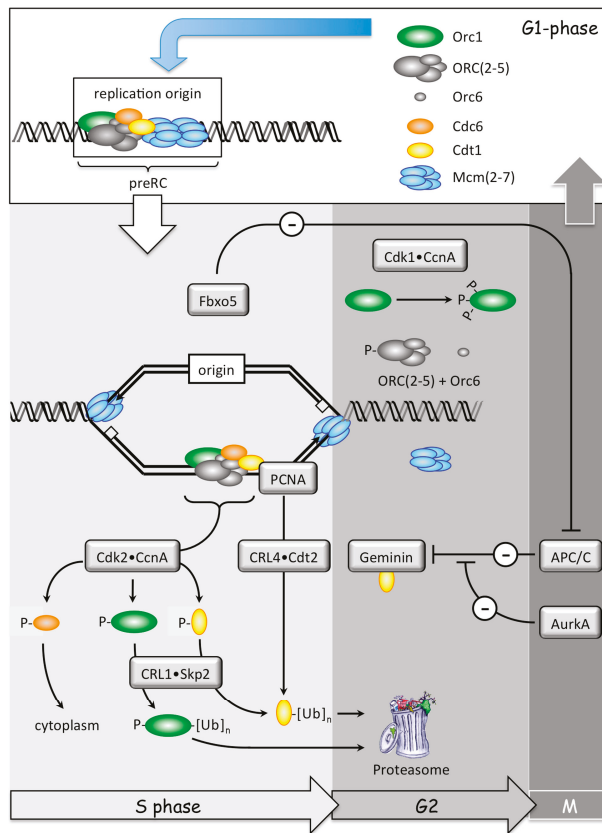 G1-phase
replication origin
preRC
Orc1
ORC(2-5)
Orc6
Cdc6
Cdt1
Mcm(2-7)
−
Fbxo5
Cdk1•CcnA
P-
P-
P-
P-
ORC(2-5) + Orc6
origin
PCNA
Cdk2•CcnA
CRL4•Cdt2
Geminin
−
APC/C
−
AurkA
P-
P-
P-
CRL1•Skp2
cytoplasm
P- -[Ub]n
-[Ub]n
Proteasome
S phase
G2
M